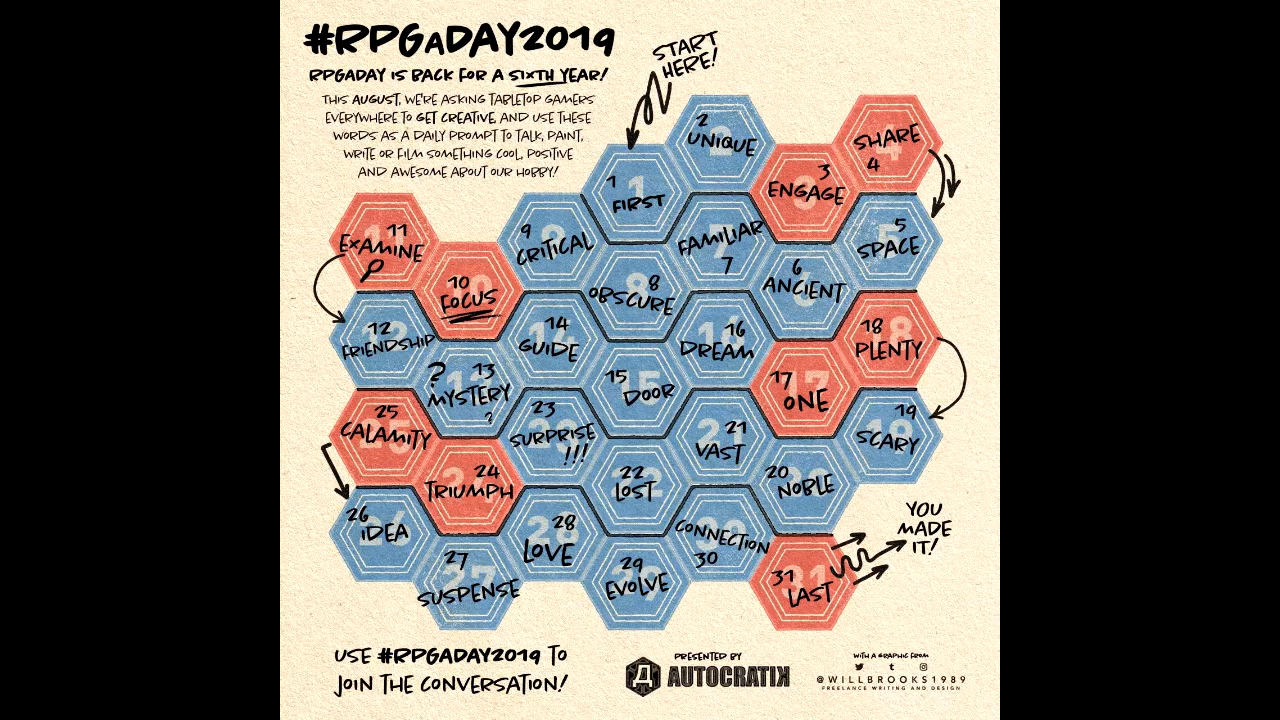 #RPGaDAY2019
RPGADAY IS BACK FOR A SIXTH YEAR!
THIS AUGUST, WE'RE ASKING TABLETOP GAMERS
EVERYWHERE TO GET CREATIVE, AND USE THESE
WORDS AS A DAILY PROMPT TO TALK, PAINT,
WRITE OR FILM SOMETHING COOL, POSITIVE
AND AWESOME ABOUT OUR HOBBY!
START
HERE!
1
FIRST
2
UNIQUE
3
ENGAGE
SHARE
4
5
SPACE
6
ANCIENT
FAMILIAR
7
8
OBSCURE
9
CRITICAL
10
FOCUS
11
EXAMINE
12
FRIENDSHIP
? 13
MYSTERY
?
14
GUIDE
15
DOOR
16
DREAM
17
ONE
18
PLENTY
19
SCARY
20
NOBLE
21
VAST
22
LOST
23
SURPRISE
!!!
24
TRIUMPH
25
CALAMITY
26
IDEA
27
SUSPENSE
28
LOVE
29
EVOLVE
CONNECTION
30
31
LAST
YOU
MADE
IT!
USE #RPGADAY2019 TO
JOIN THE CONVERSATION!
PRESENTED BY
AUTOCRATIK
WITH A GRAPHIC FROM
@WILLBROOKS1989
FREELANCE WRITING AND DESIGN